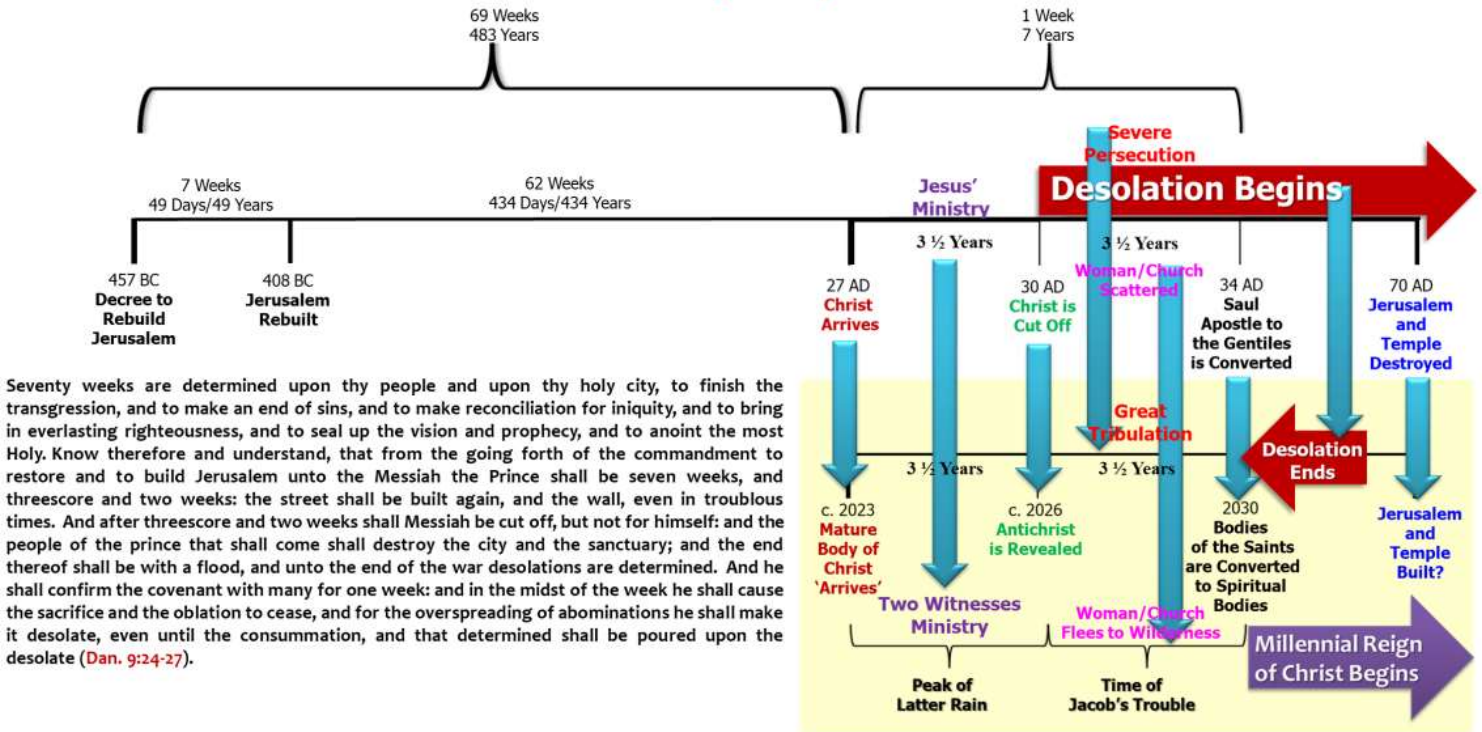 69 Weeks
483 Years
1 Week
7 Years
Severe
Persecution
Desolation Begins
7 Weeks
49 Days/49 Years
62 Weeks
434 Days/434 Years
Jesus’
Ministry
3 ½ Years
3 ½ Years
Woman/Church
Scattered
457 BC
Decree to
Rebuild
Jerusalem
408 BC
Jerusalem
Rebuilt
27 AD
Christ
Arrives
30 AD
Christ is
Cut Off
34 AD
Saul
Apostle to
the Gentiles
is Converted
70 AD
Jerusalem
and
Temple
Destroyed
Seventy weeks are determined upon thy people and upon thy holy city, to finish the
transgression, and to make an end of sins, and to make reconciliation for iniquity, and to bring
in everlasting righteousness, and to seal up the vision and prophecy, and to anoint the most
Holy. Know therefore and understand, that from the going forth of the commandment to
restore and to build Jerusalem unto the Messiah the Prince shall be seven weeks, and
threescore and two weeks: the street shall be built again, and the wall, even in troublous
times. And after threescore and two weeks shall Messiah be cut off, but not for himself: and the
people of the prince that shall come shall destroy the city and the sanctuary; and the end
thereof shall be with a flood, and unto the end of the war desolations are determined. And he
shall confirm the covenant with many for one week: and in the midst of the week he shall cause
the sacrifice and the oblation to cease, and for the overspreading of abominations he shall make
it desolate, even until the consummation, and that determined shall be poured upon the
desolate (Dan. 9:24-27).
Great
Tribulation
Desolation
Ends
3 ½ Years
3 ½ Years
c. 2023
Mature
Body of
Christ
‘Arrives’
c. 2026
Antichrist
is Revealed
2030
Bodies
of the Saints
are Converted
to Spiritual
Bodies
Jerusalem
and
Temple
Built?
Two Witnesses
Ministry
Woman/Church
Flees to Wilderness
Millennial Reign
of Christ Begins
Peak of
Latter Rain
Time of
Jacob’s Trouble